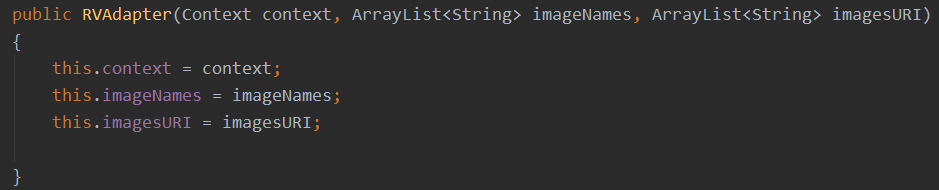 public RVAdapter(Context context, ArrayList<String> imageNames, ArrayList<String> imagesURI)
{
this.context = context;
this.imageNames = imageNames;
this.imagesURI = imagesURI;
}